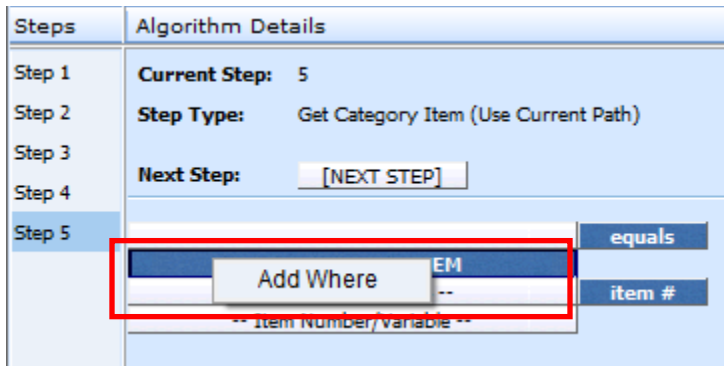 Steps
Algorithm Details
Step 1
Current Step: 5
Step 2
Step Type: Get Category Item (Use Current Path)
Step 3
Next Step: [NEXT STEP]
Step 4
Step 5
equals
EM
Add Where
--
item #
-- Item Number/Variable --